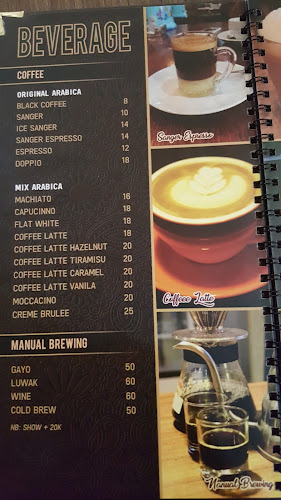 BEVERAGE
COFFEE
ORIGINAL ARABICA
BLACK COFFEE 8
SANGER 10
ICE SANGER 14
SANGER ESPRESSO 14
ESPRESSO 12
DOPPIO 18
MIX ARABICA
MACHIATO 16
CAPUCINNO 18
FLAT WHITE 18
COFFEE LATTE 18
COFFEE LATTE HAZELNUT 20
COFFEE LATTE TIRAMISU 20
COFFEE LATTE CARAMEL 20
COFFEE LATTE VANILA 20
MOCCACINO 20
CREME BRULEE 25
MANUAL BREWING
GAYO 50
LUWAK 60
WINE 60
COLD BREW 50
NB: SHOW + 20K
Sanger Espresso
Coffeee Latte
Manual Brewing